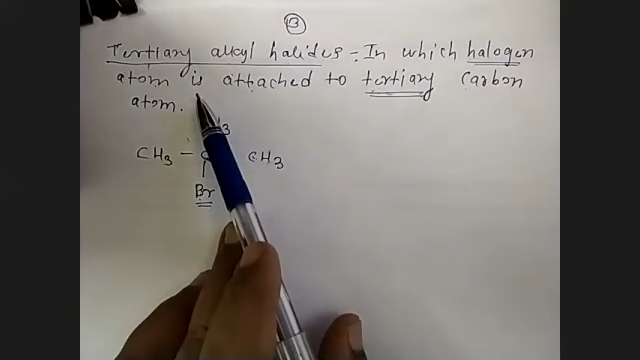 13
Tertiary alkyl halides - In which halogen
atom is attached to tertiary carbon
atom.
CH3 - CH3
Br